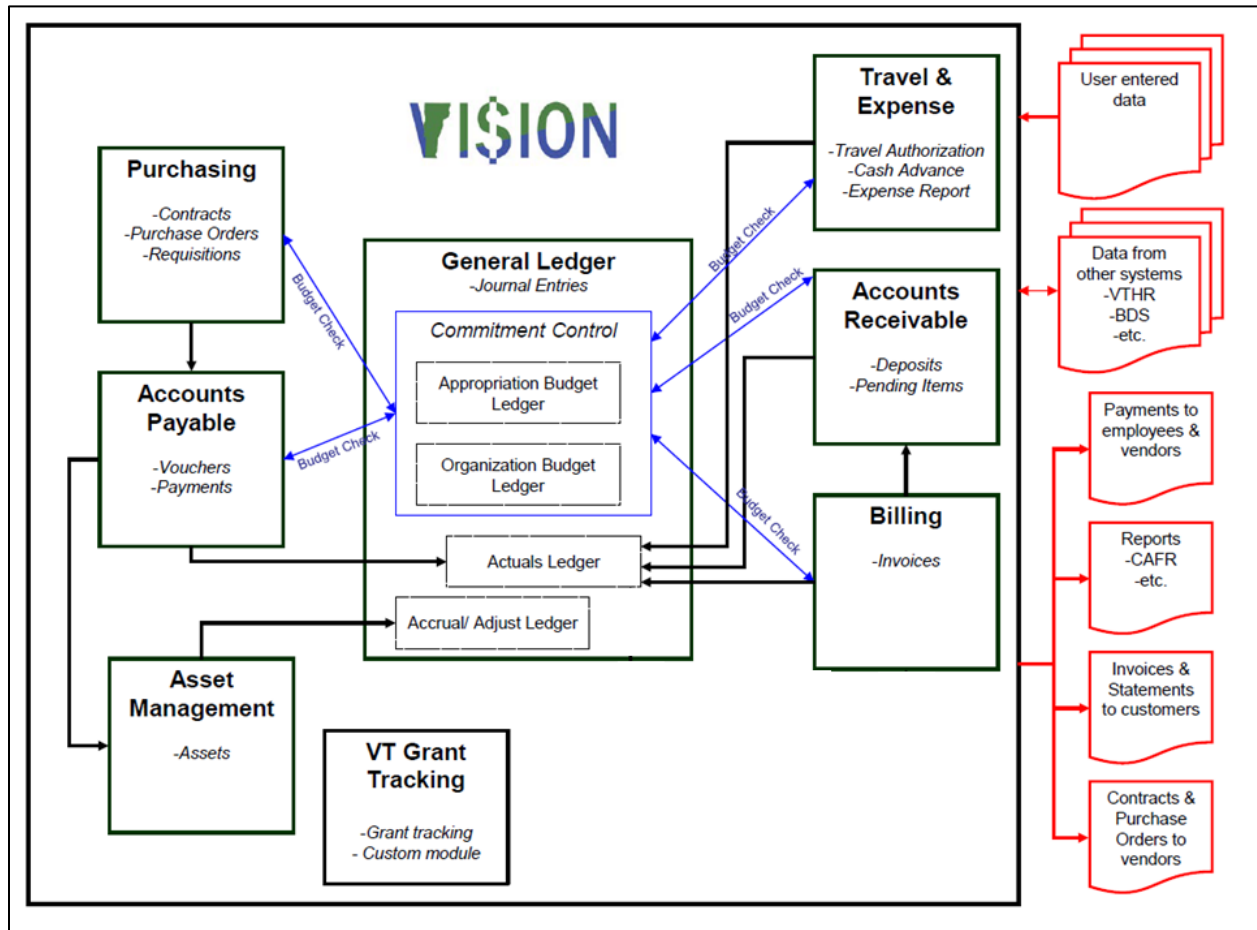 VI$ION
Purchasing
-Contracts
-Purchase Orders
-Requisitions
Accounts
Payable
-Vouchers
-Payments
Asset
Management
-Assets
VT Grant
Tracking
-Grant tracking
- Custom module
General Ledger
-Journal Entries
Commitment Control
Appropriation Budget
Ledger
Organization Budget
Ledger
Actuals Ledger
Accrual/ Adjust Ledger
Budget Check
Budget Check
Budget Check
Budget Check
Budget Check
Travel &
Expense
-Travel Authorization
-Cash Advance
-Expense Report
Accounts
Receivable
-Deposits
-Pending Items
Billing
-Invoices
User entered
data
Data from
other systems
-VTHR
-BDS
-etc.
Payments to
employees &
vendors
Reports
-CAFR
-etc.
Invoices &
Statements
to customers
Contracts &
Purchase
Orders to
vendors